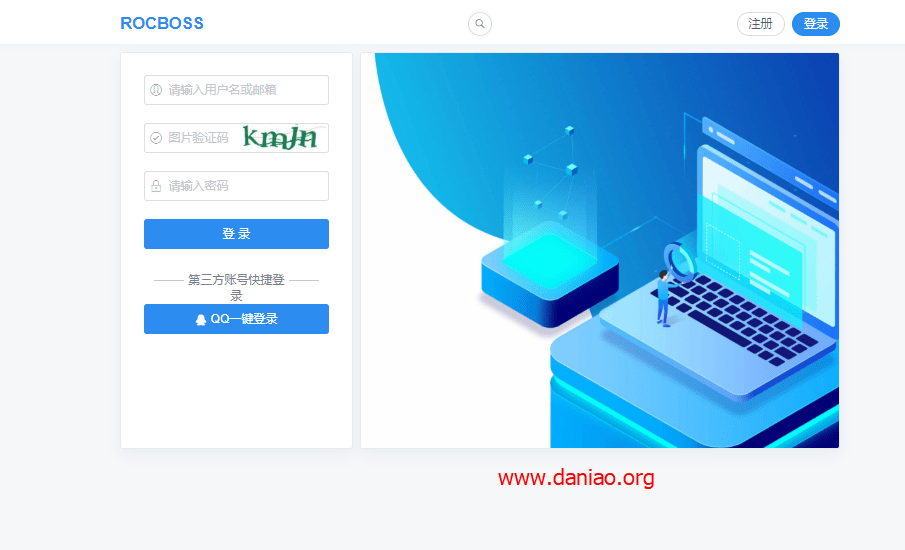 ROCBOSS
注册
登录
请输入用户名或邮箱
图片验证码
kmjn
请输入密码
登 录
第三方账号快捷登
录
QQ一键登录
www.daniao.org